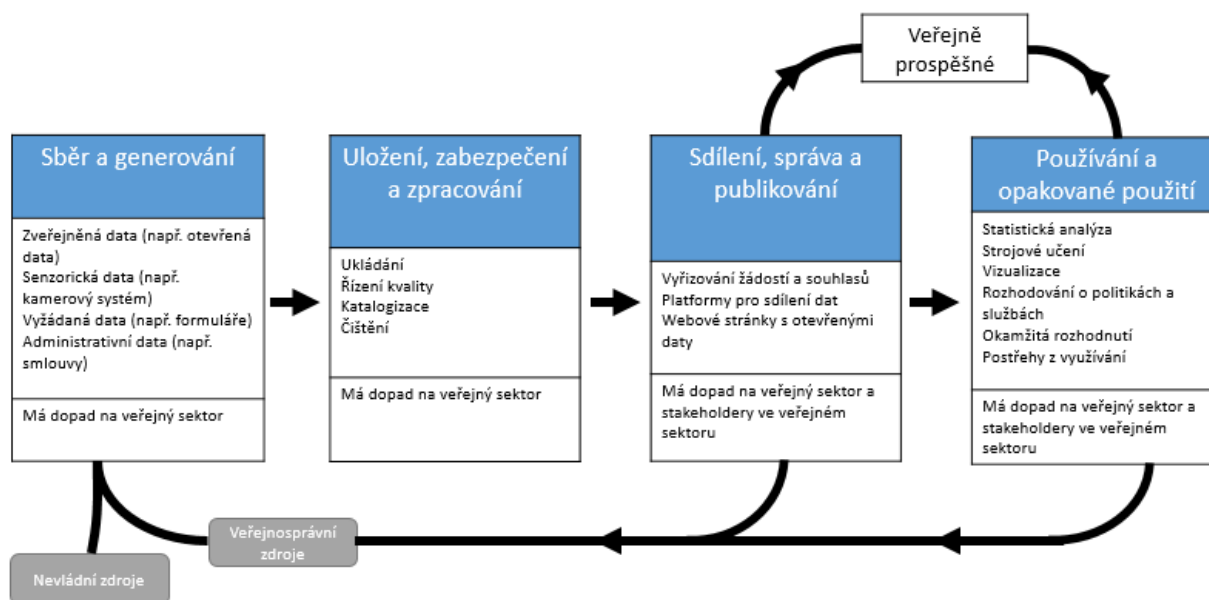 Veřejně
prospěšné
Sběr a generování
Zveřejněná data (např. otevřená
data)
Senzorická data (např.
kamerový systém)
Vyžádaná data (např. formuláře)
Administrativní data (např.
smlouvy)
Má dopad na veřejný sektor
Uložení, zabezpečení
a zpracování
Ukládání
Řízení kvality
Katalogizace
Čištění
Má dopad na veřejný sektor
Sdílení, správa a
publikování
Vyřizování žádostí a souhlasů
Platformy pro sdílení dat
Webové stránky s otevřenými
daty
Má dopad na veřejný sektor a
stakeholdery ve veřejném
sektoru
Používání a
opakované použití
Statistická analýza
Strojové učení
Vizualizace
Rozhodování o politikách a
službách
Okamžitá rozhodnutí
Postřehy z využívání
Má dopad na veřejný sektor a
stakeholdery ve veřejném
sektoru
Veřejnosprávní
zdroje
Nevládní zdroje